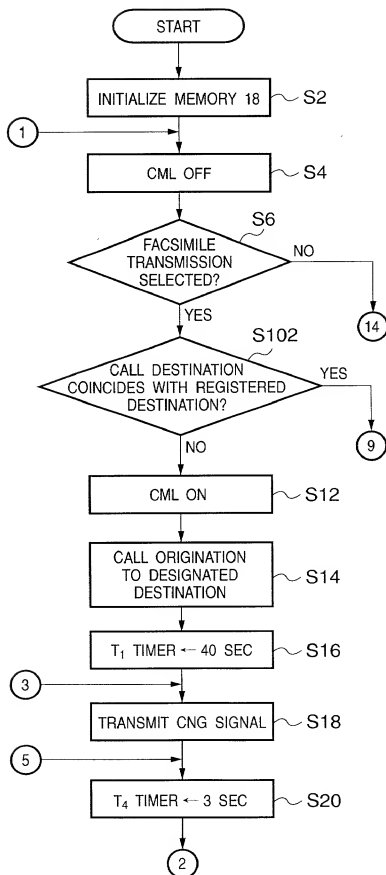 START
INITIALIZE MEMORY 18
S2
1
CML OFF
S4
S6
FACSIMILE
TRANSMISSION
SELECTED?
NO
YES
14
S102
CALL DESTINATION
COINCIDES WITH REGISTERED
DESTINATION?
YES
NO
9
CML ON
S12
CALL ORIGINATION
TO DESIGNATED
DESTINATION
S14
T₁ TIMER ← 40 SEC
S16
3
TRANSMIT CNG SIGNAL
S18
5
T₄ TIMER ← 3 SEC
S20
2